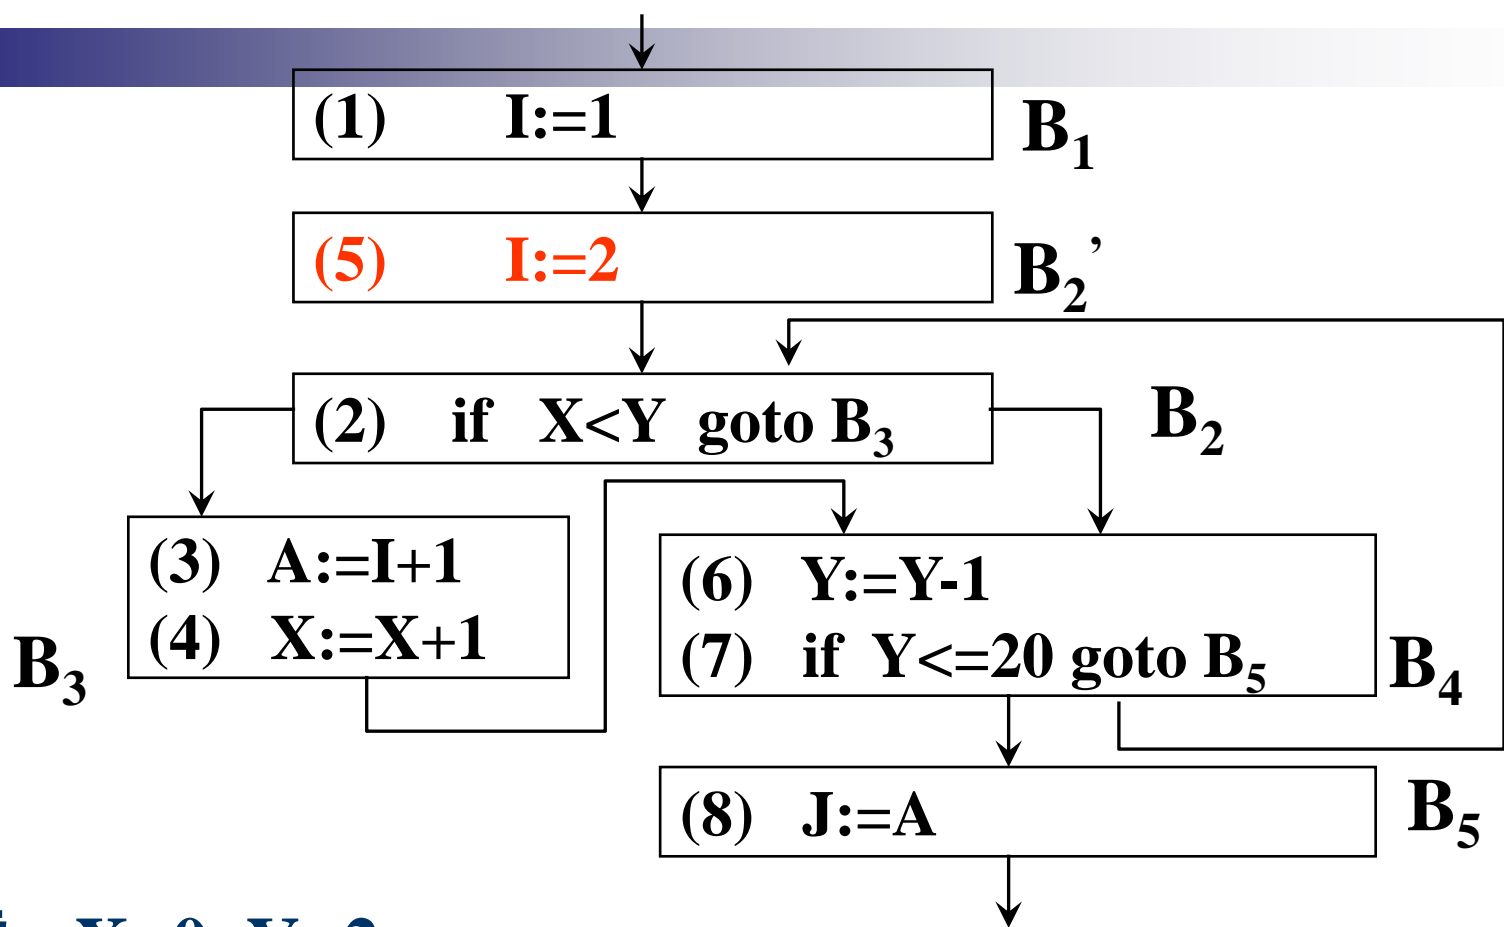 (1) I:=1
B1
(5) I:=2
B2’
(2) if X<Y goto B3
B2
(3) A:=I+1
(4) X:=X+1
B3
(6) Y:=Y-1
(7) if Y<=20 goto B5
B4
(8) J:=A
B5